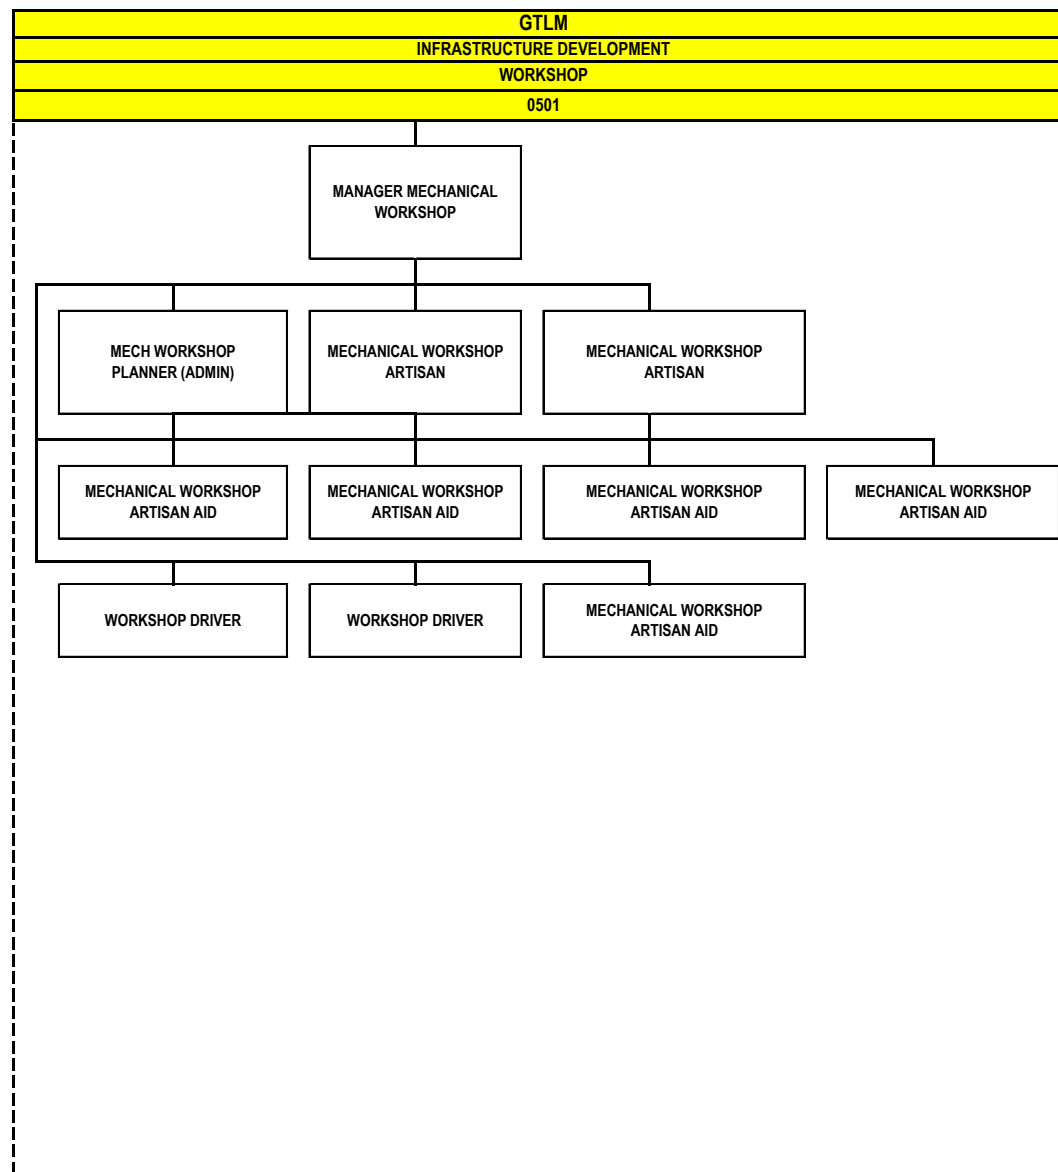 GTLM
INFRASTRUCTURE DEVELOPMENT
WORKSHOP
0501
MANAGER MECHANICAL
WORKSHOP
MECH WORKSHOP
PLANNER (ADMIN)
MECHANICAL WORKSHOP
ARTISAN
MECHANICAL WORKSHOP
ARTISAN
MECHANICAL WORKSHOP
ARTISAN AID
MECHANICAL WORKSHOP
ARTISAN AID
MECHANICAL WORKSHOP
ARTISAN AID
MECHANICAL WORKSHOP
ARTISAN AID
WORKSHOP DRIVER
WORKSHOP DRIVER
MECHANICAL WORKSHOP
ARTISAN AID